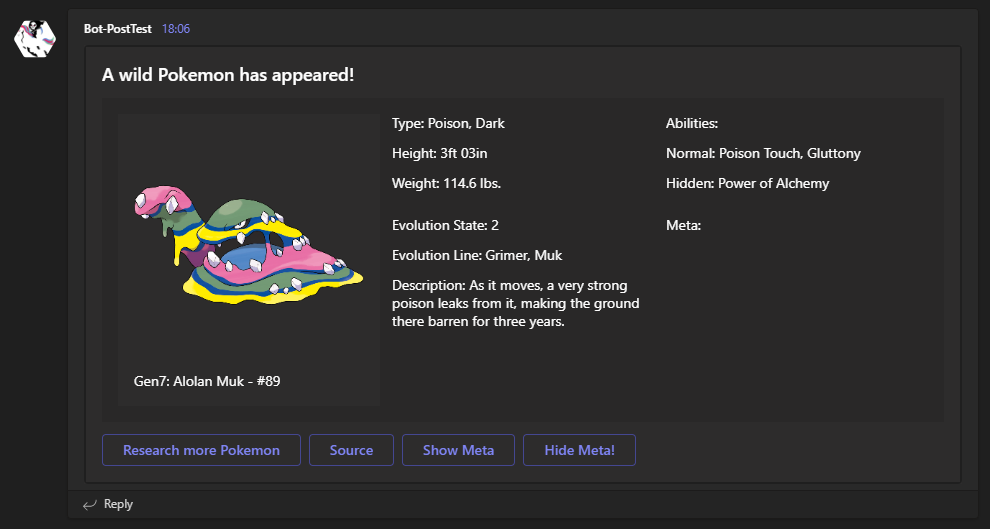 Bot-PostTest 18:06
A wild Pokemon has appeared!
Gen7: Alolan Muk - #89
Type: Poison, Dark
Height: 3ft 03in
Weight: 114.6 lbs.
Evolution State: 2
Evolution Line: Grimer, Muk
Description: As it moves, a very strong
poison leaks from it, making the ground
there barren for three years.
Abilities:
Normal: Poison Touch, Gluttony
Hidden: Power of Alchemy
Meta:
Research more Pokemon
Source
Show Meta
Hide Meta!
Reply